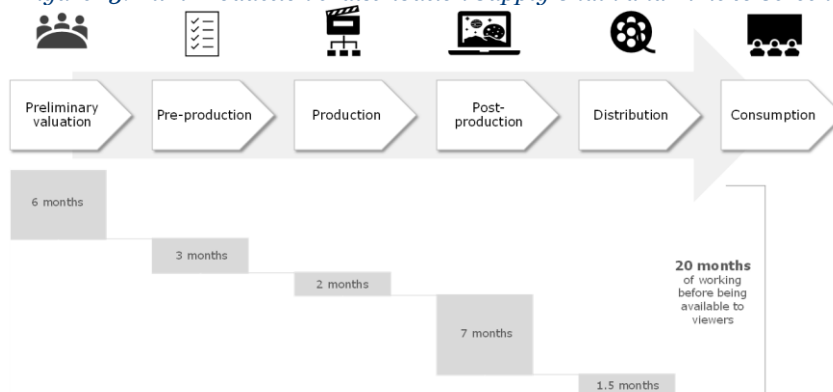 Preliminary
valuation
Pre-production
Production
Post-
production
Distribution
Consumption
6 months
3 months
2 months
7 months
1.5 months
20 months
of working
before being
available to
viewers